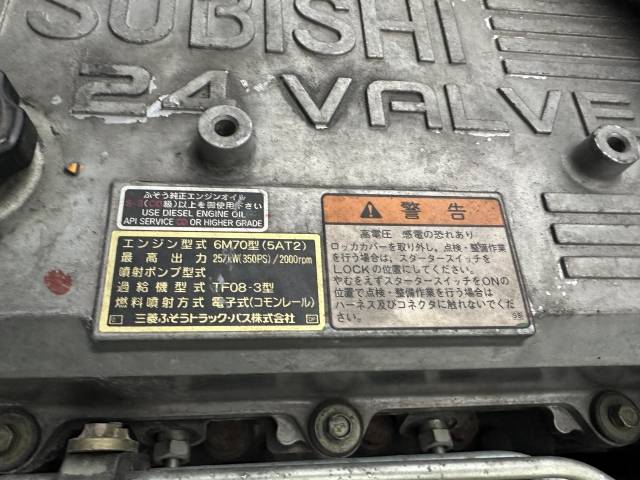 SUBISHI
24 VALVE
ふそう純正エンジンオイル
級)以上を御使用下さい
USE DIESEL ENGINE OIL
API SERVICE CD OR HIGHER GRADE
エンジン型式 6M70型(5AT2)
最高出力 257kW(350PS)/2000rpm
噴射ポンプ型式
過給機型式 TF08-3型
燃料噴射方式 電子式(コモンレール)
三菱ふそうトラック・バス株式会社
警告
高電圧 感電の恐れあり
ロッカカバーを取り外し、点検・整備作業
を行う場合は、スタータースイッチを
LOCKの位置にしてください。
やむをえずスタータースイッチをONの
位置で点検・整備作業を行う場合は
ハーネス及びコネクタに触れないでくだ
さい。